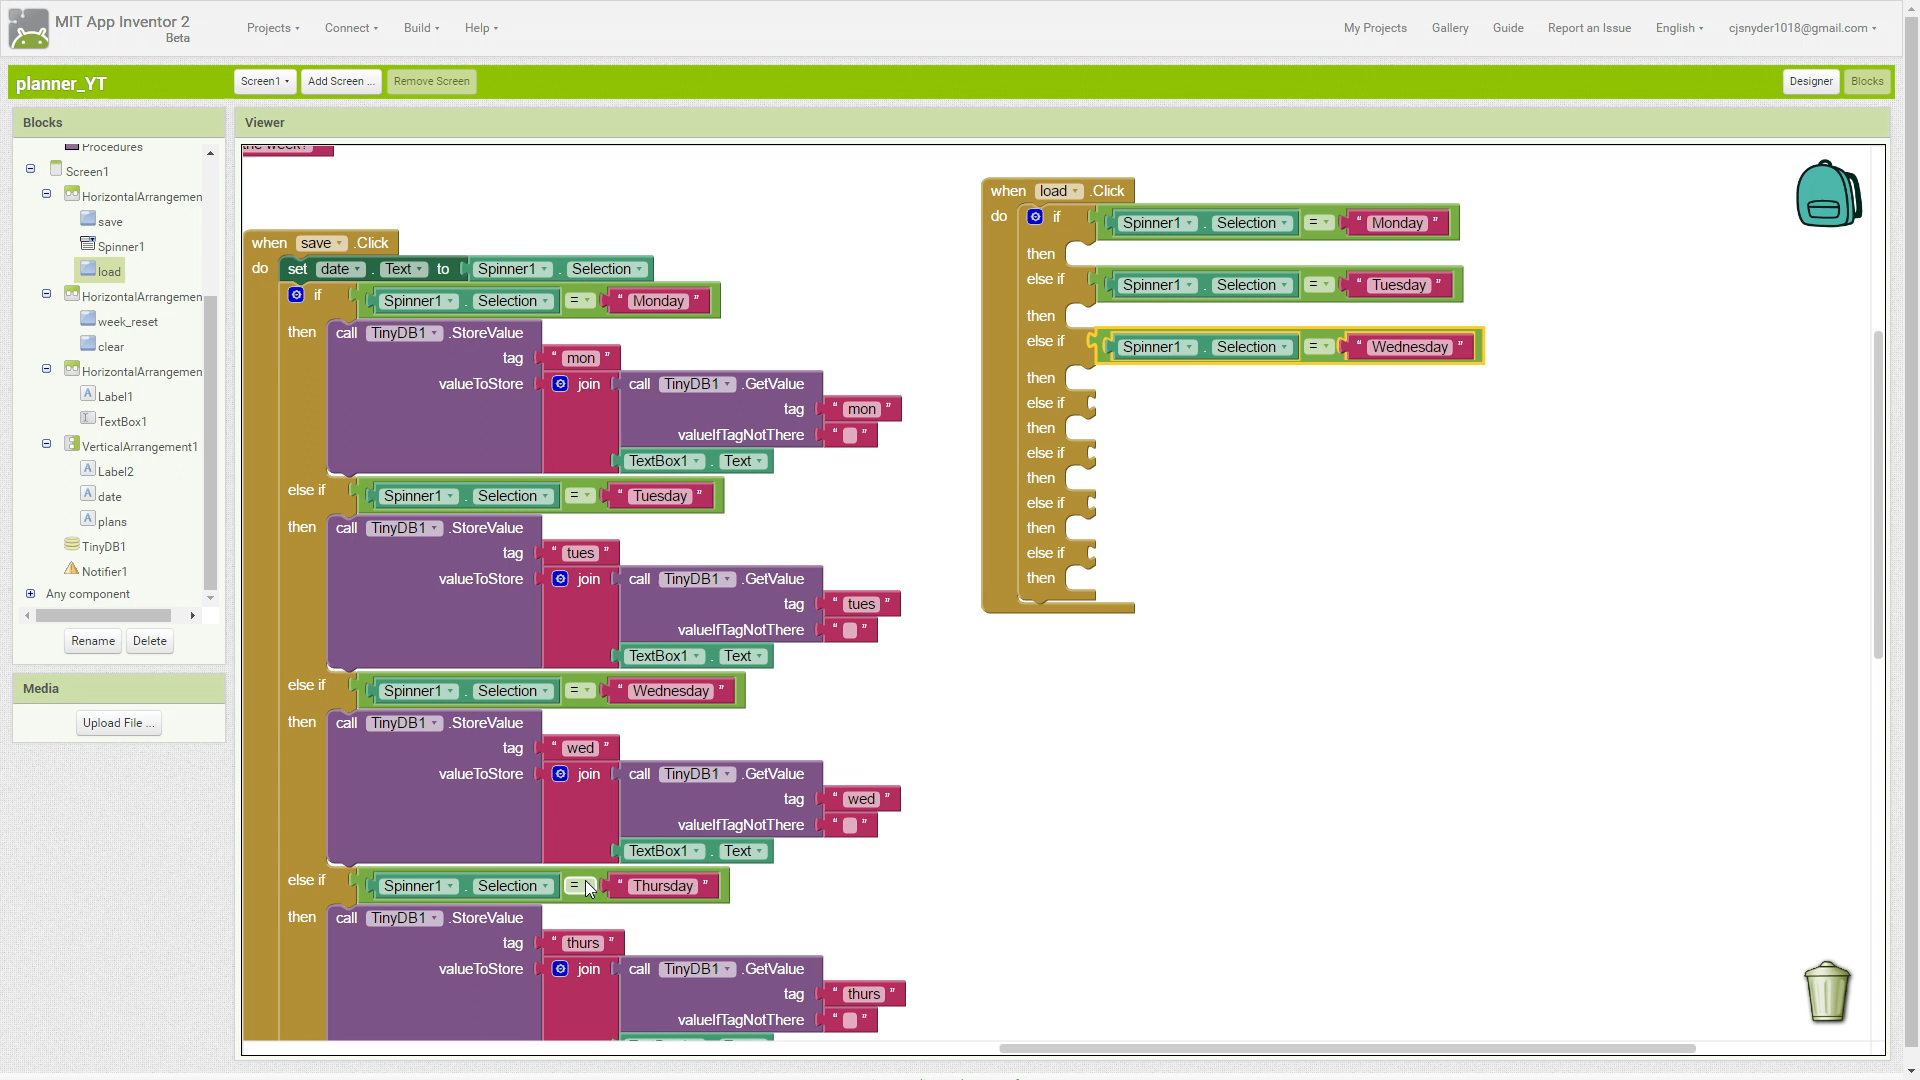 MIT App Inventor 2
Beta
Projects Connect Build Help
My Projects Gallery Guide Report an Issue English cjsnyder1018@gmail.com
planner_YT
Screen1 Add Screen ... Remove Screen
Designer Blocks
Blocks
Procedures
Screen1
HorizontalArrangemen
save
Spinner1
load
HorizontalArrangemen
week_reset
clear
HorizontalArrangemen
Label1
TextBox1
VerticalArrangement1
Label2
date
plans
TinyDB1
Notifier1
Any component
Rename Delete
Media
Upload File ...
Viewer
the week?
when save .Click
do set date . Text to Spinner1 . Selection
if Spinner1 . Selection = " Monday "
then call TinyDB1 .StoreValue
tag " mon "
valueToStore join call TinyDB1 .GetValue
tag " mon "
valueIfTagNotThere " "
TextBox1 . Text
else if Spinner1 . Selection = " Tuesday "
then call TinyDB1 .StoreValue
tag " tues "
valueToStore join call TinyDB1 .GetValue
tag " tues "
valueIfTagNotThere " "
TextBox1 . Text
else if Spinner1 . Selection = " Wednesday "
then call TinyDB1 .StoreValue
tag " wed "
valueToStore join call TinyDB1 .GetValue
tag " wed "
valueIfTagNotThere " "
TextBox1 . Text
else if Spinner1 . Selection = " Thursday "
then call TinyDB1 .StoreValue
tag " thurs "
valueToStore join call TinyDB1 .GetValue
tag " thurs "
valueIfTagNotThere " "
when load .Click
do if Spinner1 . Selection = " Monday "
then
else if Spinner1 . Selection = " Tuesday "
then
else if Spinner1 . Selection = " Wednesday "
then
else if
then
else if
then
else if
then
else if
then